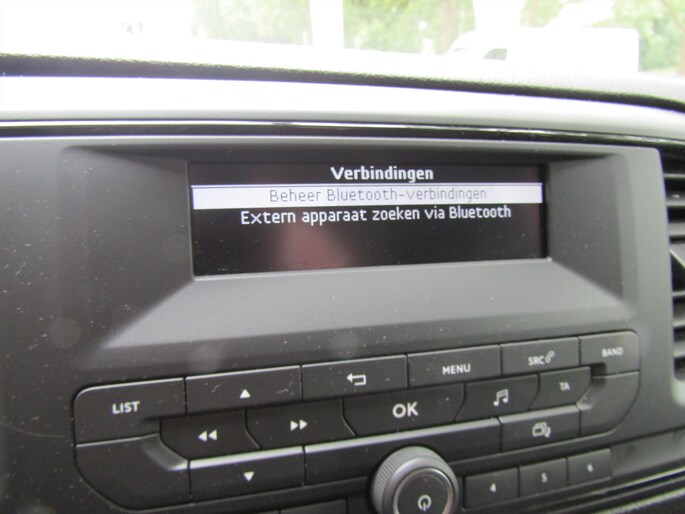 Verbindingen
Beheer Bluetooth-verbindingen
Extern apparaat zoeken via Bluetooth
LIST
MENU
SRC
BAND
OK
TA
4
5
6